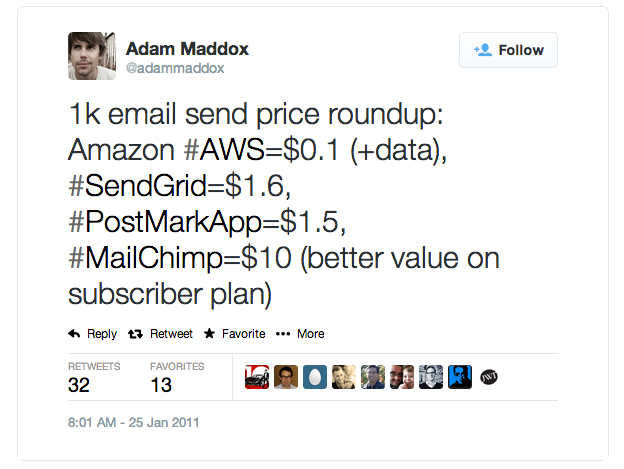 Adam Maddox
@adammaddox
Follow
1k email send price roundup:
Amazon #AWS=$0.1 (+data),
#SendGrid=$1.6,
#PostMarkApp=$1.5,
#MailChimp=$10 (better value on
subscriber plan)
Reply Retweet Favorite More
RETWEETS FAVORITES
32 13
8:01 AM - 25 Jan 2011